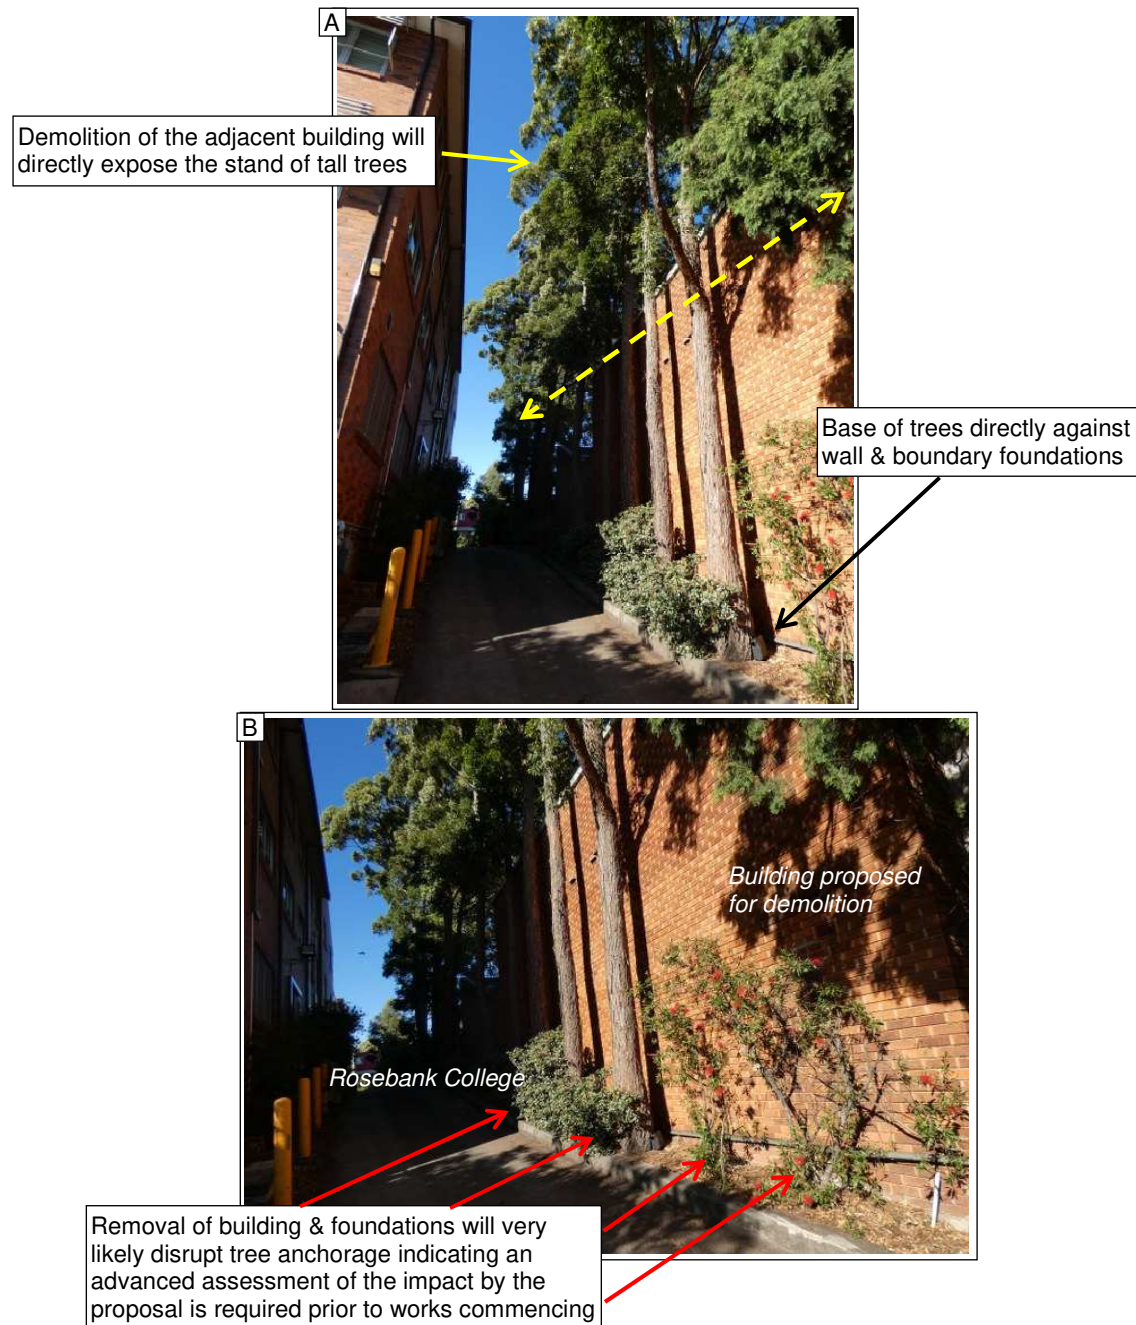 A
Demolition of the adjacent building will
directly expose the stand of tall trees
Base of trees directly against
wall & boundary foundations
B
Building proposed
for demolition
Rosebank College
Removal of building & foundations will very
likely disrupt tree anchorage indicating an
advanced assessment of the impact by the
proposal is required prior to works commencing